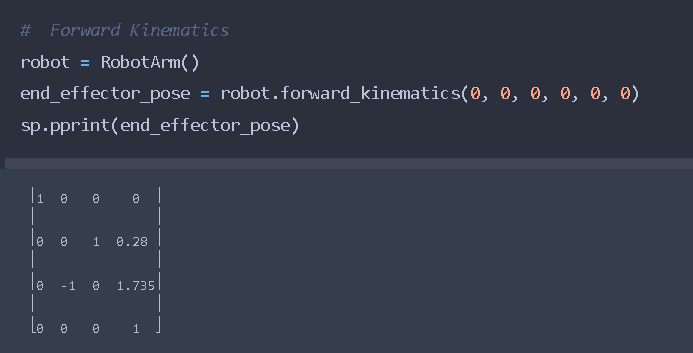 #  Forward Kinematics
robot = RobotArm()
end_effector_pose = robot.forward_kinematics(0, 0, 0, 0, 0, 0)
sp.pprint(end_effector_pose)
1  0  0  0
0  0  1  0.28
0  -1  0  1.735
0  0  0  1